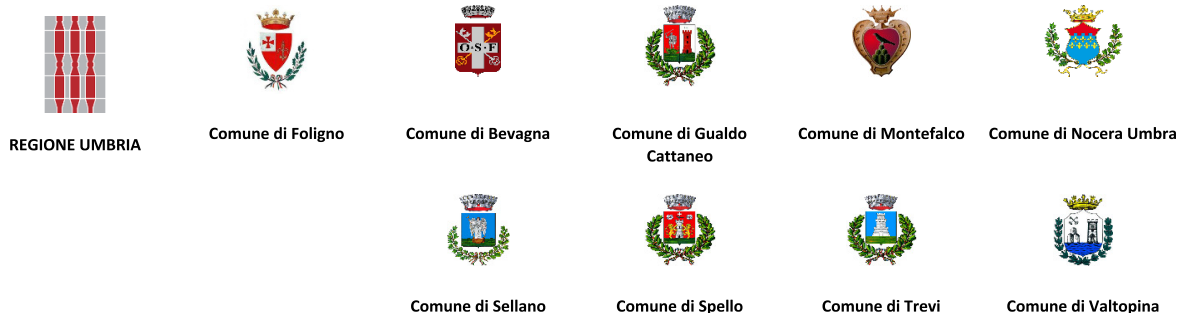 REGIONE UMBRIA
Comune di Foligno
O·S·F
Comune di Bevagna
Comune di Gualdo
Cattaneo
Comune di Montefalco
Comune di Nocera Umbra
Comune di Sellano
Comune di Spello
Comune di Trevi
Comune di Valtopina